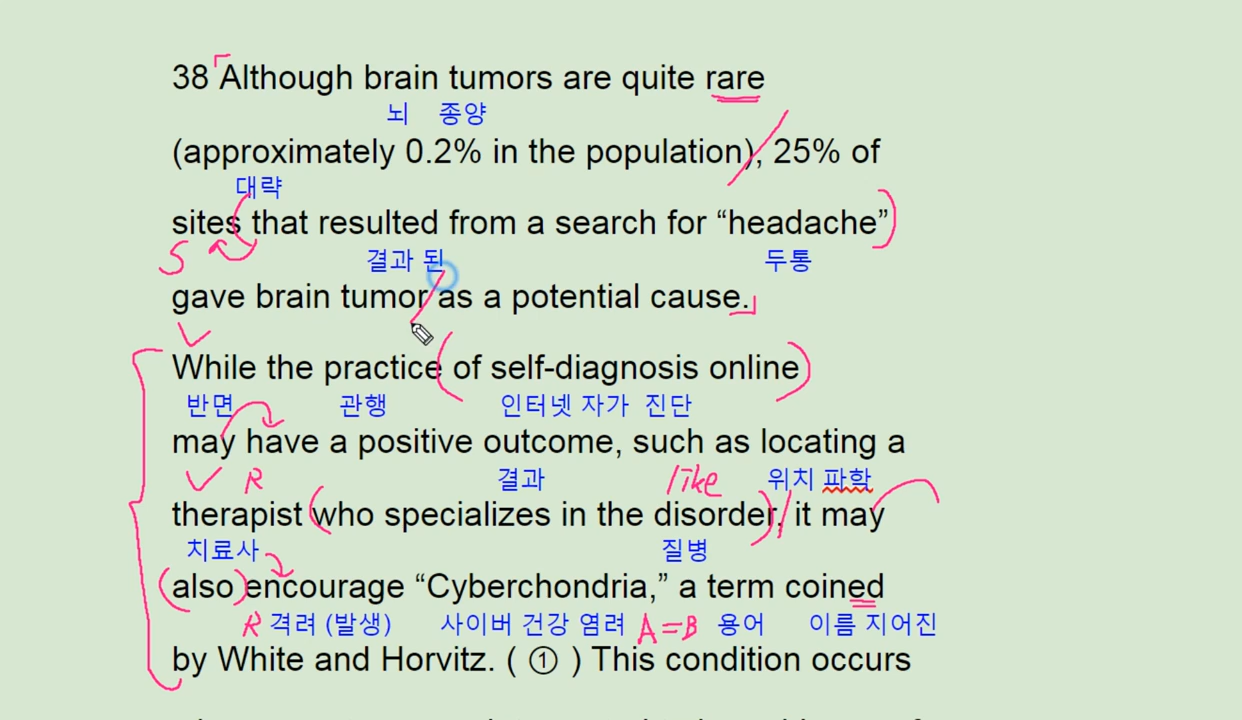 38 Although brain tumors are quite rare
뇌 종양
(approximately 0.2% in the population), 25% of
대략
sites that resulted from a search for “headache”
S 결과 된 두통
gave brain tumor as a potential cause.
While the practice of self-diagnosis online
반면 관행 인터넷 자가 진단
may have a positive outcome, such as locating a
R 결과 like 위치 파학
therapist who specializes in the disorder, it may
치료사 질병
(also) encourage “Cyberchondria,” a term coined
R 격려 (발생) 사이버 건강 염려 A=B 용어 이름 지어진
by White and Horvitz. ( ① ) This condition occurs